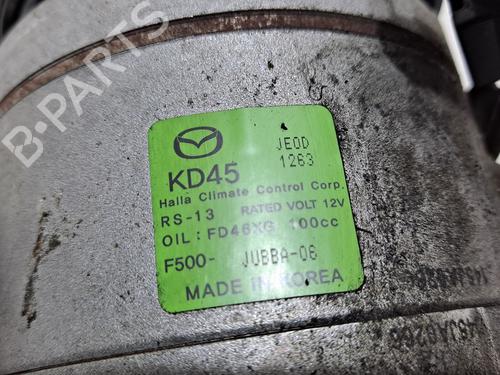 B-PARTS
JE0D
KD45 1263
Halla Climate Control Corp.
RS-13 RATED VOLT 12V
OIL: FD46XG 100cc
F500- JUBBA-06
MADE IN KOREA